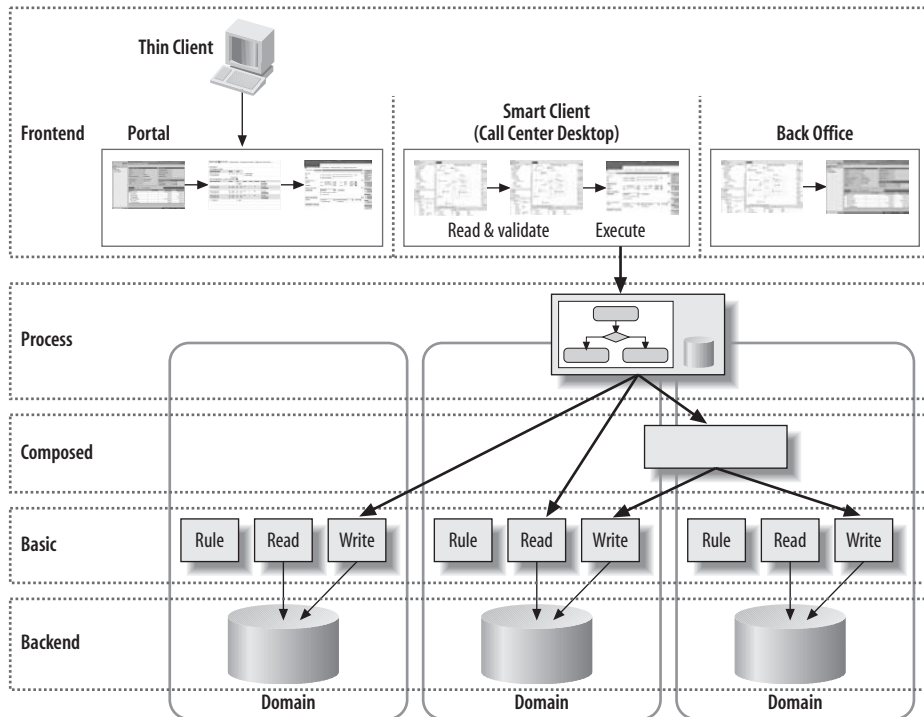 Thin Client
Frontend
Portal
Smart Client
(Call Center Desktop)
Back Office
Read & validate
Execute
Process
Composed
Basic
Rule
Read
Write
Rule
Read
Write
Rule
Read
Write
Backend
Domain
Domain
Domain